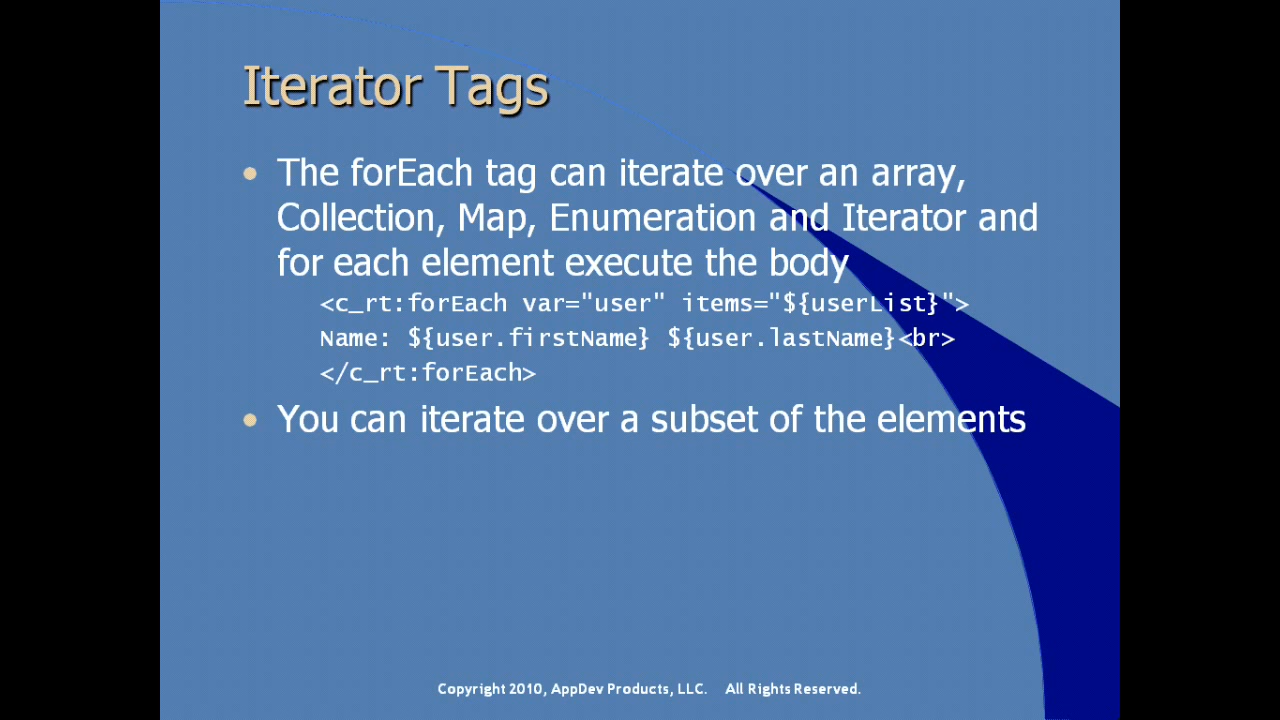 Iterator Tags
• The forEach tag can iterate over an array,
Collection, Map, Enumeration and Iterator and
for each element execute the body
<c_rt:forEach var="user" items="${userList}">
Name: ${user.firstName} ${user.lastName}<br>
</c_rt:forEach>
• You can iterate over a subset of the elements
Copyright 2010, AppDev Products, LLC. All Rights Reserved.